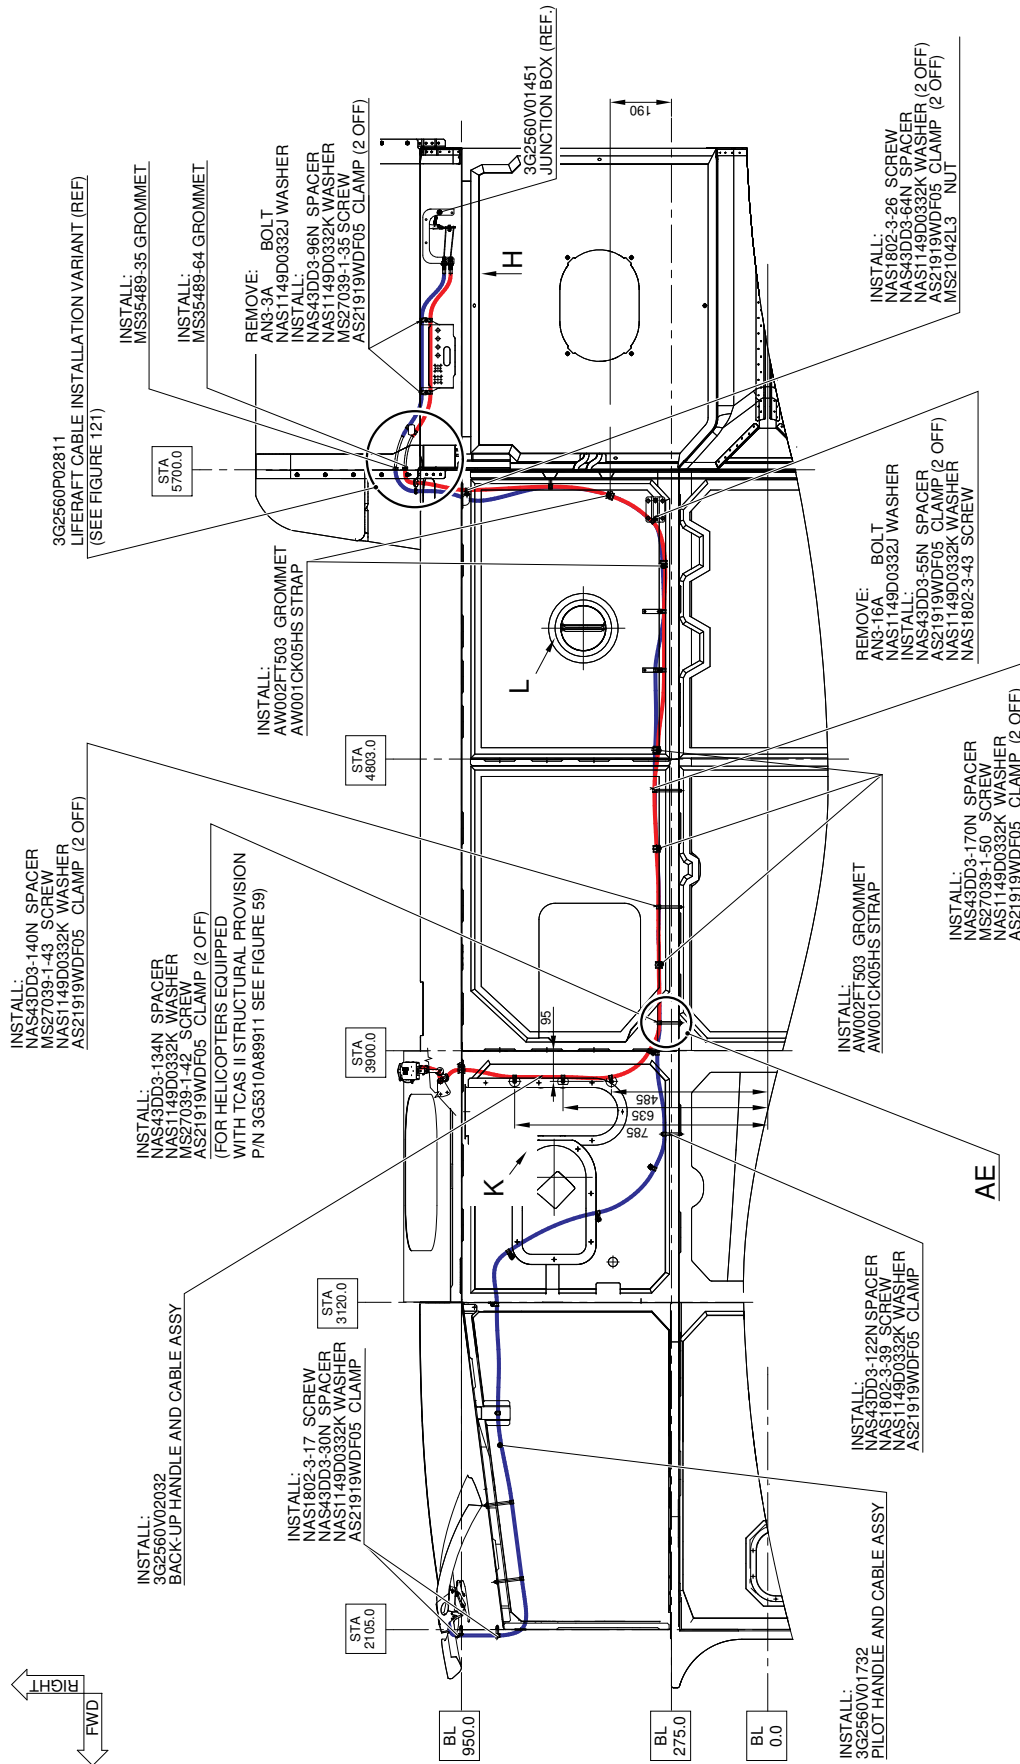 3G2560P02811
LIFERAFT CABLE INSTALLATION VARIANT (REF)
(SEE FIGURE 121)
INSTALL:
MS35489-35 GROMMET
INSTALL:
MS35489-64 GROMMET
REMOVE:
AN3-3A BOLT
NAS1149D0332J WASHER
INSTALL:
NAS43DD3-96N SPACER
NAS1149D0332K WASHER
MS27039-1-35 SCREW
AS21919WDF05 CLAMP (2 OFF)
3G2560V01451
JUNCTION BOX (REF.)
STA
5700.0
H
190
INSTALL:
NAS1802-3-26 SCREW
NAS43DD3-64N SPACER
NAS1149D0332K WASHER (2 OFF)
AS21919WDF05 CLAMP (2 OFF)
MS21042L3 NUT
INSTALL:
AW002FT503 GROMMET
AW001CK05HS STRAP
L
REMOVE:
AN3-16A BOLT
NAS1149D0332J WASHER
INSTALL:
NAS43DD3-55N SPACER
AS21919WDF05 CLAMP (2 OFF)
NAS1149D0332K WASHER
NAS1802-3-43 SCREW
STA
4803.0
INSTALL:
NAS43DD3-140N SPACER
MS27039-1-43 SCREW
NAS1149D0332K WASHER
AS21919WDF05 CLAMP (2 OFF)
INSTALL:
NAS43DD3-134N SPACER
NAS1149D0332K WASHER
MS27039-1-42 SCREW
AS21919WDF05 CLAMP (2 OFF)
(FOR HELICOPTERS EQUIPPED
WITH TCAS II STRUCTURAL PROVISION
P/N 3G5310A89911 SEE FIGURE 59)
INSTALL:
NAS43DD3-170N SPACER
MS27039-1-50 SCREW
NAS1149D0332K WASHER
AS21919WDF05 CLAMP (2 OFF)
INSTALL:
AW002FT503 GROMMET
AW001CK05HS STRAP
STA
3900.0
95
485
635
785
K
AE
INSTALL:
3G2560V02032
BACK-UP HANDLE AND CABLE ASSY
STA
3120.0
INSTALL:
NAS1802-3-17 SCREW
NAS43DD3-30N SPACER
NAS1149D0332K WASHER
AS21919WDF05 CLAMP
INSTALL:
NAS43DD3-122N SPACER
NAS1802-3-39 SCREW
NAS1149D0332K WASHER
AS21919WDF05 CLAMP
STA
2105.0
INSTALL:
3G2560V01732
PILOT HANDLE AND CABLE ASSY
RIGHT
FWD
BL
950.0
BL
275.0
BL
0.0